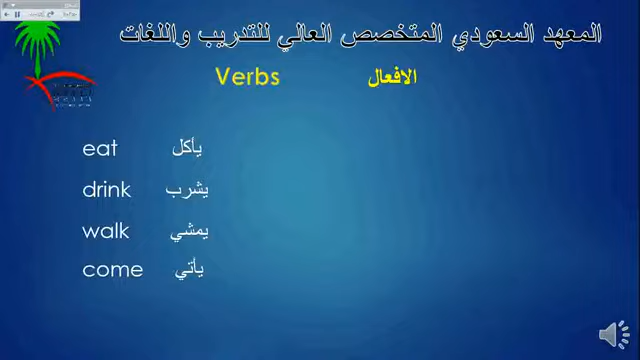 المعهد السعودي المتخصص العالي للتدريب واللغات
Verbs الافعال
eat يأكل
drink يشرب
walk يمشي
come يأتي